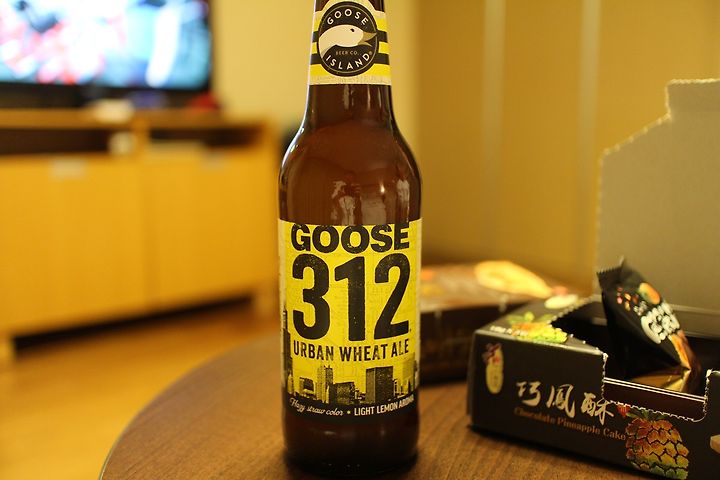 GOOSE
BEER CO.
ISLAND
GOOSE
312
URBAN WHEAT ALE
Hazy straw color • LIGHT LEMON AROMA
巧鳳酥
Chocolate Pineapple Cake